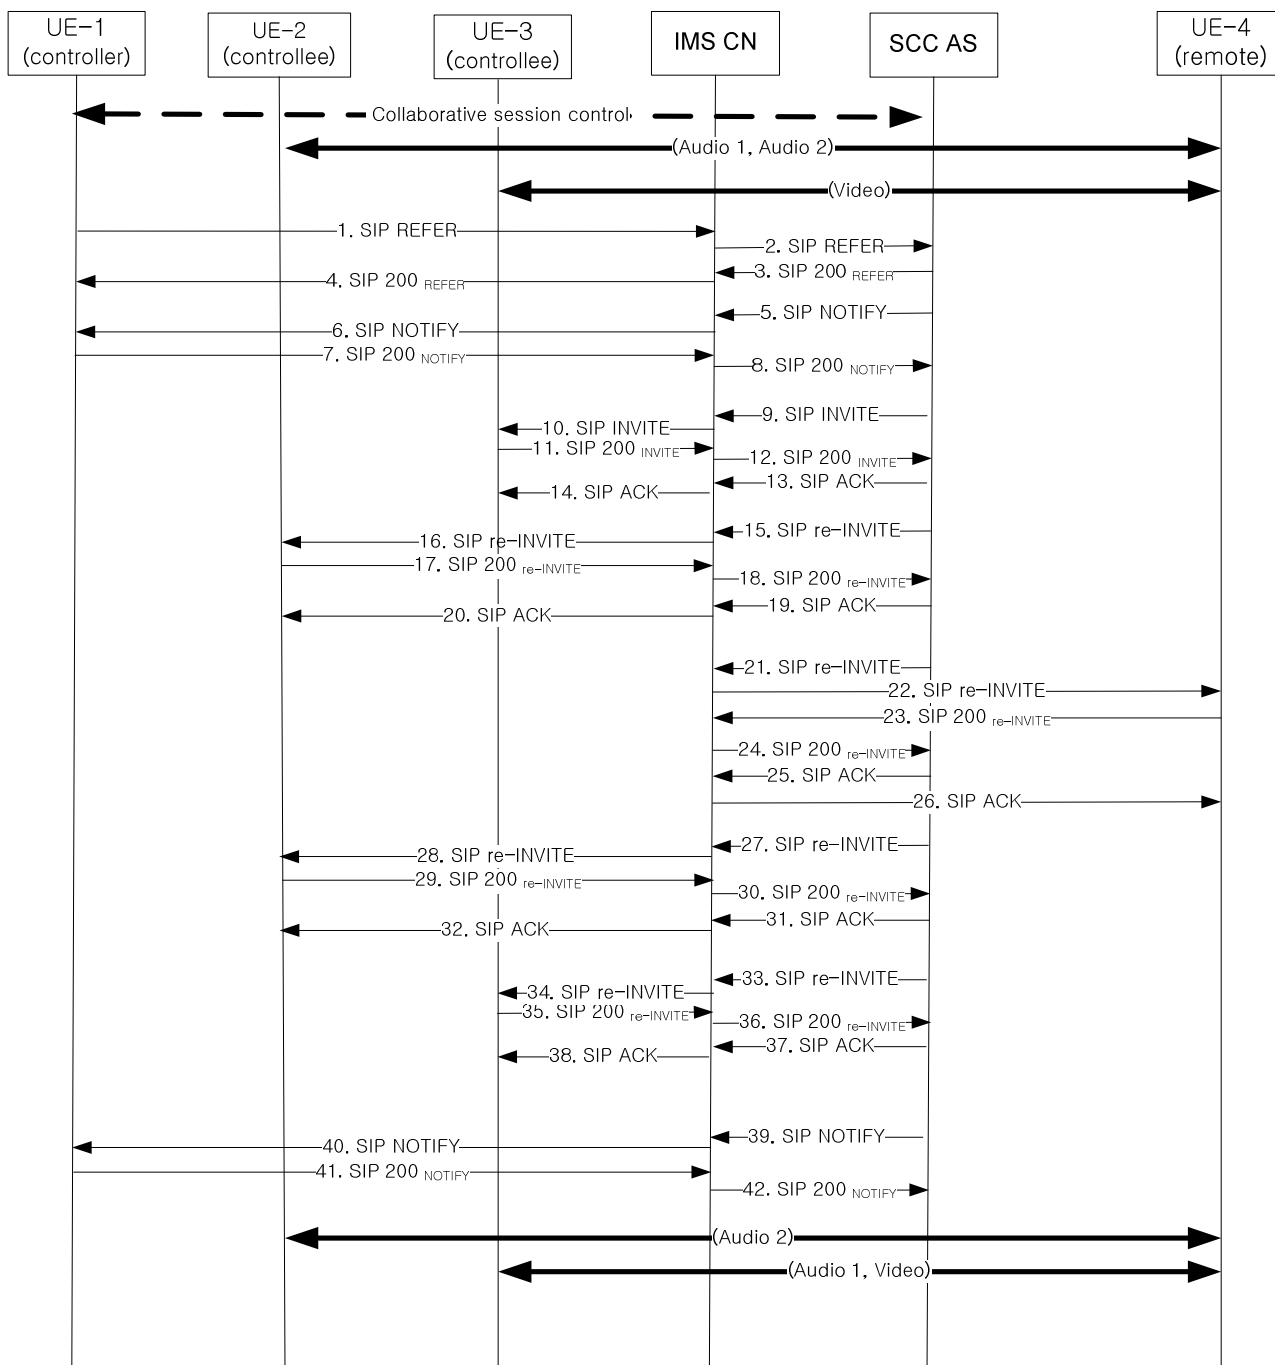 UE-1
(controller)
UE-2
(controllee)
UE-3
(controllee)
IMS CN
SCC AS
UE-4
(remote)
Collaborative session control
(Audio 1, Audio 2)
(Video)
1. SIP REFER
2. SIP REFER
3. SIP 200 REFER
4. SIP 200 REFER
5. SIP NOTIFY
6. SIP NOTIFY
7. SIP 200 NOTIFY
8. SIP 200 NOTIFY
9. SIP INVITE
10. SIP INVITE
11. SIP 200 INVITE
12. SIP 200 INVITE
13. SIP ACK
14. SIP ACK
15. SIP re-INVITE
16. SIP re-INVITE
17. SIP 200 re-INVITE
18. SIP 200 re-INVITE
19. SIP ACK
20. SIP ACK
21. SIP re-INVITE
22. SIP re-INVITE
23. SIP 200 re-INVITE
24. SIP 200 re-INVITE
25. SIP ACK
26. SIP ACK
27. SIP re-INVITE
28. SIP re-INVITE
29. SIP 200 re-INVITE
30. SIP 200 re-INVITE
31. SIP ACK
32. SIP ACK
33. SIP re-INVITE
34. SIP re-INVITE
35. SIP 200 re-INVITE
36. SIP 200 re-INVITE
37. SIP ACK
38. SIP ACK
39. SIP NOTIFY
40. SIP NOTIFY
41. SIP 200 NOTIFY
42. SIP 200 NOTIFY
(Audio 2)
(Audio 1, Video)